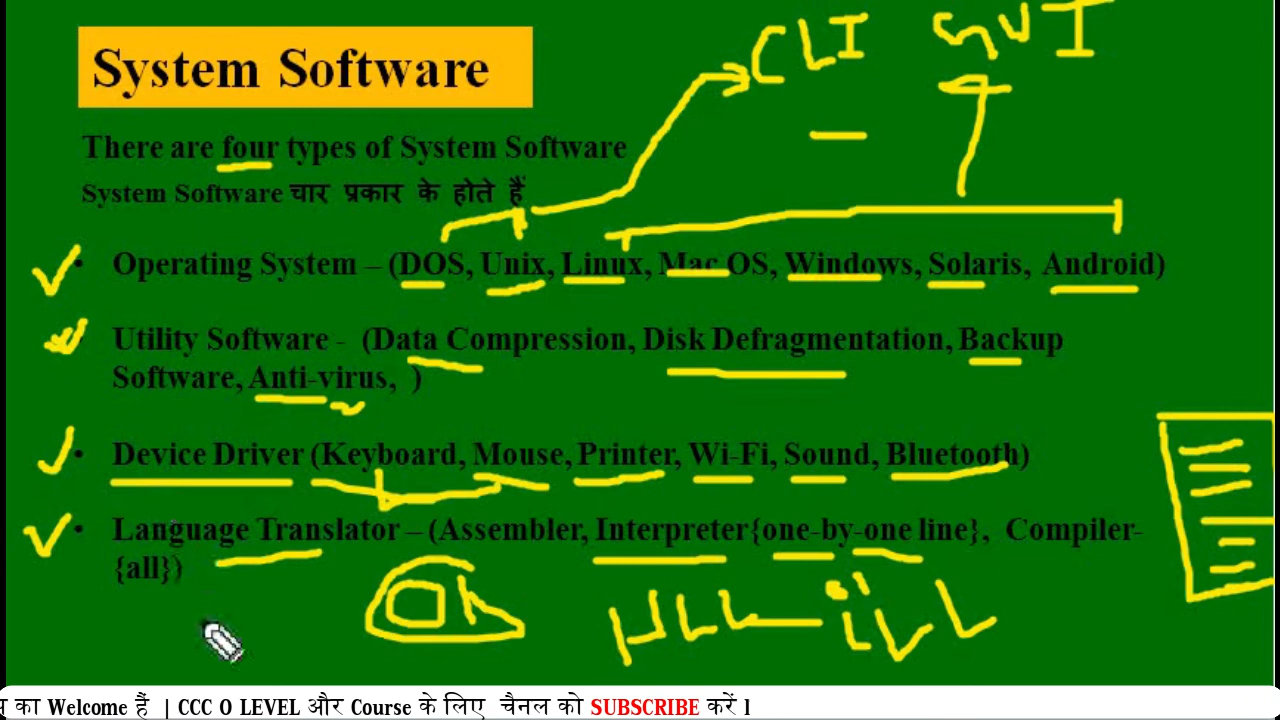 CLI GUI
System Software
There are four types of System Software
System Software चार प्रकार के होते हैं
• Operating System – (DOS, Unix, Linux, Mac OS, Windows, Solaris, Android)
• Utility Software - (Data Compression, Disk Defragmentation, Backup
Software, Anti-virus, )
• Device Driver (Keyboard, Mouse, Printer, Wi-Fi, Sound, Bluetooth)
• Language Translator – (Assembler, Interpreter{one-by-one line}, Compiler-
{all})
का Welcome हैं | CCC O LEVEL और Course के लिए चैनल को SUBSCRIBE करें l